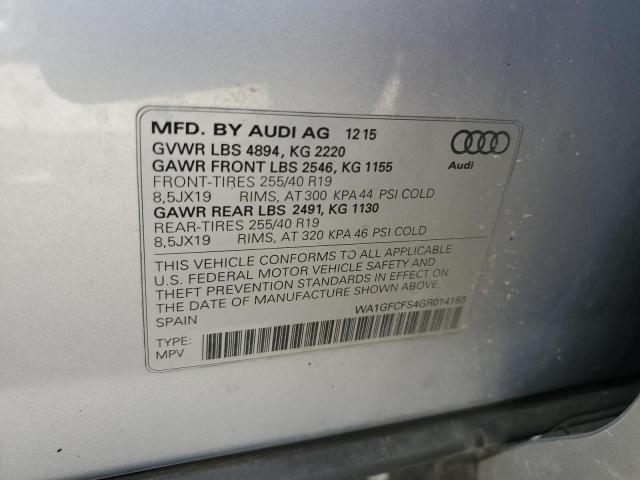 MFD. BY AUDI AG 12 15
GVWR LBS 4894, KG 2220
GAWR FRONT LBS 2546, KG 1155
FRONT-TIRES 255/40 R19
8,5JX19 RIMS, AT 300 KPA 44 PSI COLD
GAWR REAR LBS 2491, KG 1130
REAR-TIRES 255/40 R19
8,5JX19 RIMS, AT 320 KPA 46 PSI COLD
Audi
THIS VEHICLE CONFORMS TO ALL APPLICABLE
U.S. FEDERAL MOTOR VEHICLE SAFETY AND
THEFT PREVENTION STANDARDS IN EFFECT ON
THE DATE OF MANUFACTURE SHOWN ABOVE.
SPAIN
WA1GFCFS4GR014163
TYPE:
MPV